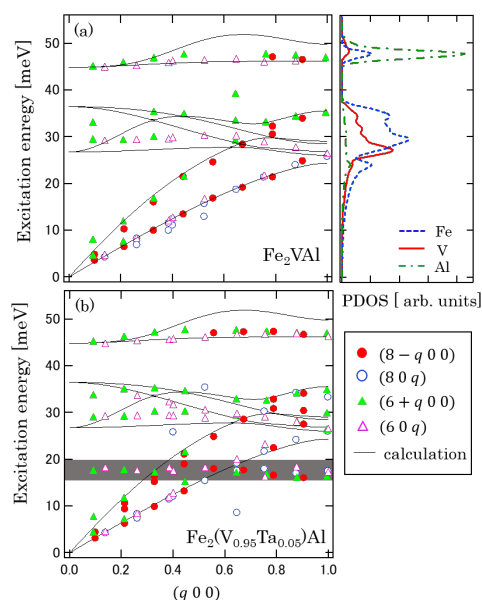 (a)
50
40
30
20
10
0
Excitation enregy [meV]
Fe₂VAl
Fe
V
Al
PDOS [ arb. units]
(b)
50
40
30
20
10
0
Excitation energy [meV]
Fe₂(V₀.₉₅Ta₀.₀₅)Al
0.0 0.2 0.4 0.6 0.8 1.0
(q 0 0)
(8 − q 0 0)
(8 0 q)
(6 + q 0 0)
(6 0 q)
calculation